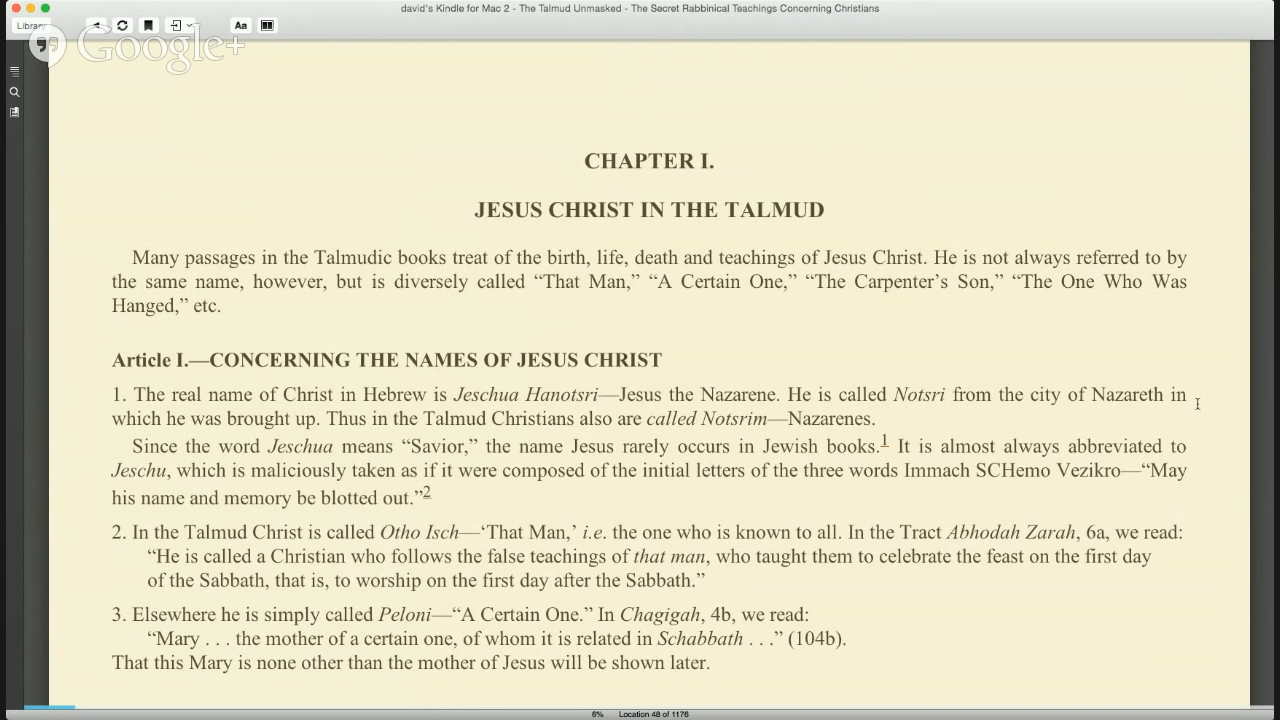 david's Kindle for Mac 2 - The Talmud Unmasked - The Secret Rabbinical Teachings Concerning Christians
Library
Aa
Google+
CHAPTER I.
JESUS CHRIST IN THE TALMUD
Many passages in the Talmudic books treat of the birth, life, death and teachings of Jesus Christ. He is not always referred to by
the same name, however, but is diversely called “That Man,” “A Certain One,” “The Carpenter’s Son,” “The One Who Was
Hanged,” etc.
Article I.—CONCERNING THE NAMES OF JESUS CHRIST
1. The real name of Christ in Hebrew is Jeschua Hanotsri—Jesus the Nazarene. He is called Notsri from the city of Nazareth in
which he was brought up. Thus in the Talmud Christians also are called Notsrim—Nazarenes.
Since the word Jeschua means “Savior,” the name Jesus rarely occurs in Jewish books.1 It is almost always abbreviated to
Jeschu, which is maliciously taken as if it were composed of the initial letters of the three words Immach SCHemo Vezikro—“May
his name and memory be blotted out.”2
2. In the Talmud Christ is called Otho Isch—‘That Man,’ i.e. the one who is known to all. In the Tract Abhodah Zarah, 6a, we read:
“He is called a Christian who follows the false teachings of that man, who taught them to celebrate the feast on the first day
of the Sabbath, that is, to worship on the first day after the Sabbath.”
3. Elsewhere he is simply called Peloni—“A Certain One.” In Chagigah, 4b, we read:
“Mary . . . the mother of a certain one, of whom it is related in Schabbath . . .” (104b).
That this Mary is none other than the mother of Jesus will be shown later.
6% Location 48 of 1176